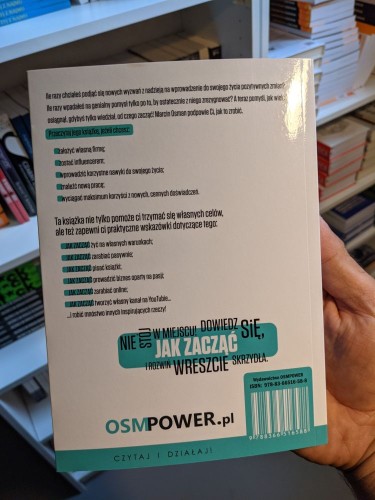 Ile razy chciałeś podjąć się nowych wyzwań z nadzieją na wprowadzenie do swojego życia pozytywnych zmian?
Ile razy wpadałeś na genialny pomysł tylko po to, by ostatecznie z niego zrezygnować? A teraz pomyśl, jak wiele
osiągnął, gdybyś tylko wiedział, od czego zacząć! Marcin Osman podpowie Ci, jak to zrobić.
Przeczytaj jego książkę, jeżeli chcesz:
założyć własną firmę;
zostać influencerem;
wprowadzić korzystne nawyki do swojego życia;
znaleźć nową pracę;
wyciągać maksimum korzyści z nowych, cennych doświadczeń.
Ta książka nie tylko pomoże ci trzymać się własnych celów,
ale też zapewni ci praktyczne wskazówki dotyczące tego:
JAK ZACZĄĆ żyć na własnych warunkach;
JAK ZACZĄĆ zarabiać pasywnie;
JAK ZACZĄĆ pisać książki;
JAK ZACZĄĆ prowadzić biznes oparty na pasji;
JAK ZACZĄĆ zarabiać online;
JAK ZACZĄĆ tworzyć własny kanał na YouTube...
...i robić mnóstwo innych inspirujących rzeczy!
NIE STÓJ W MIEJSCU! DOWIEDZ SIĘ,
JAK ZACZĄĆ
I ROZWIŃ WRESZCIE SKRZYDŁA.
Wydawnictwo OSMPOWER
OSMPOWER.pl
CZYTAJ I DZIAŁAJ!